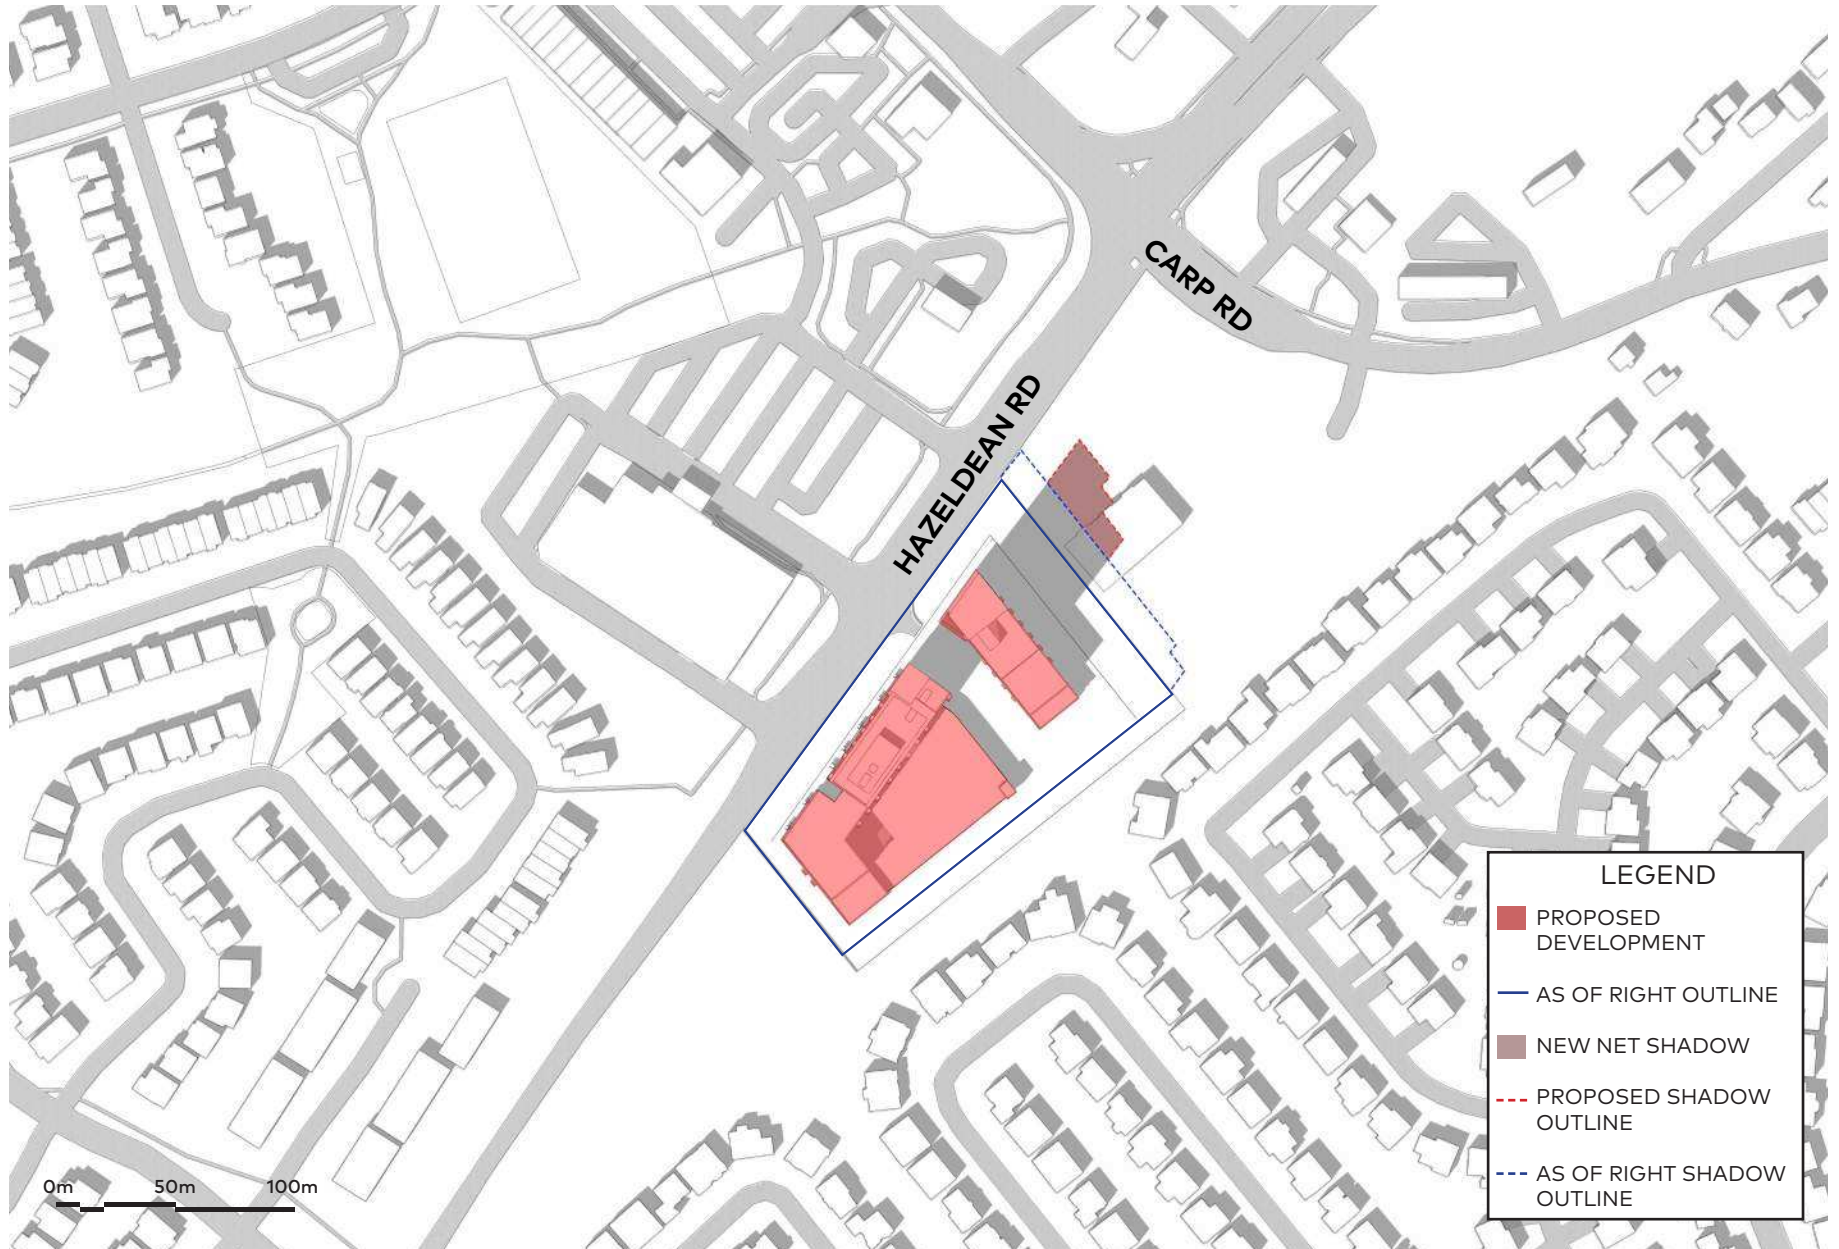 CARP RD
HAZELDEAN RD
LEGEND
PROPOSED
DEVELOPMENT
AS OF RIGHT OUTLINE
NEW NET SHADOW
PROPOSED SHADOW
OUTLINE
AS OF RIGHT SHADOW
OUTLINE
0m 50m 100m